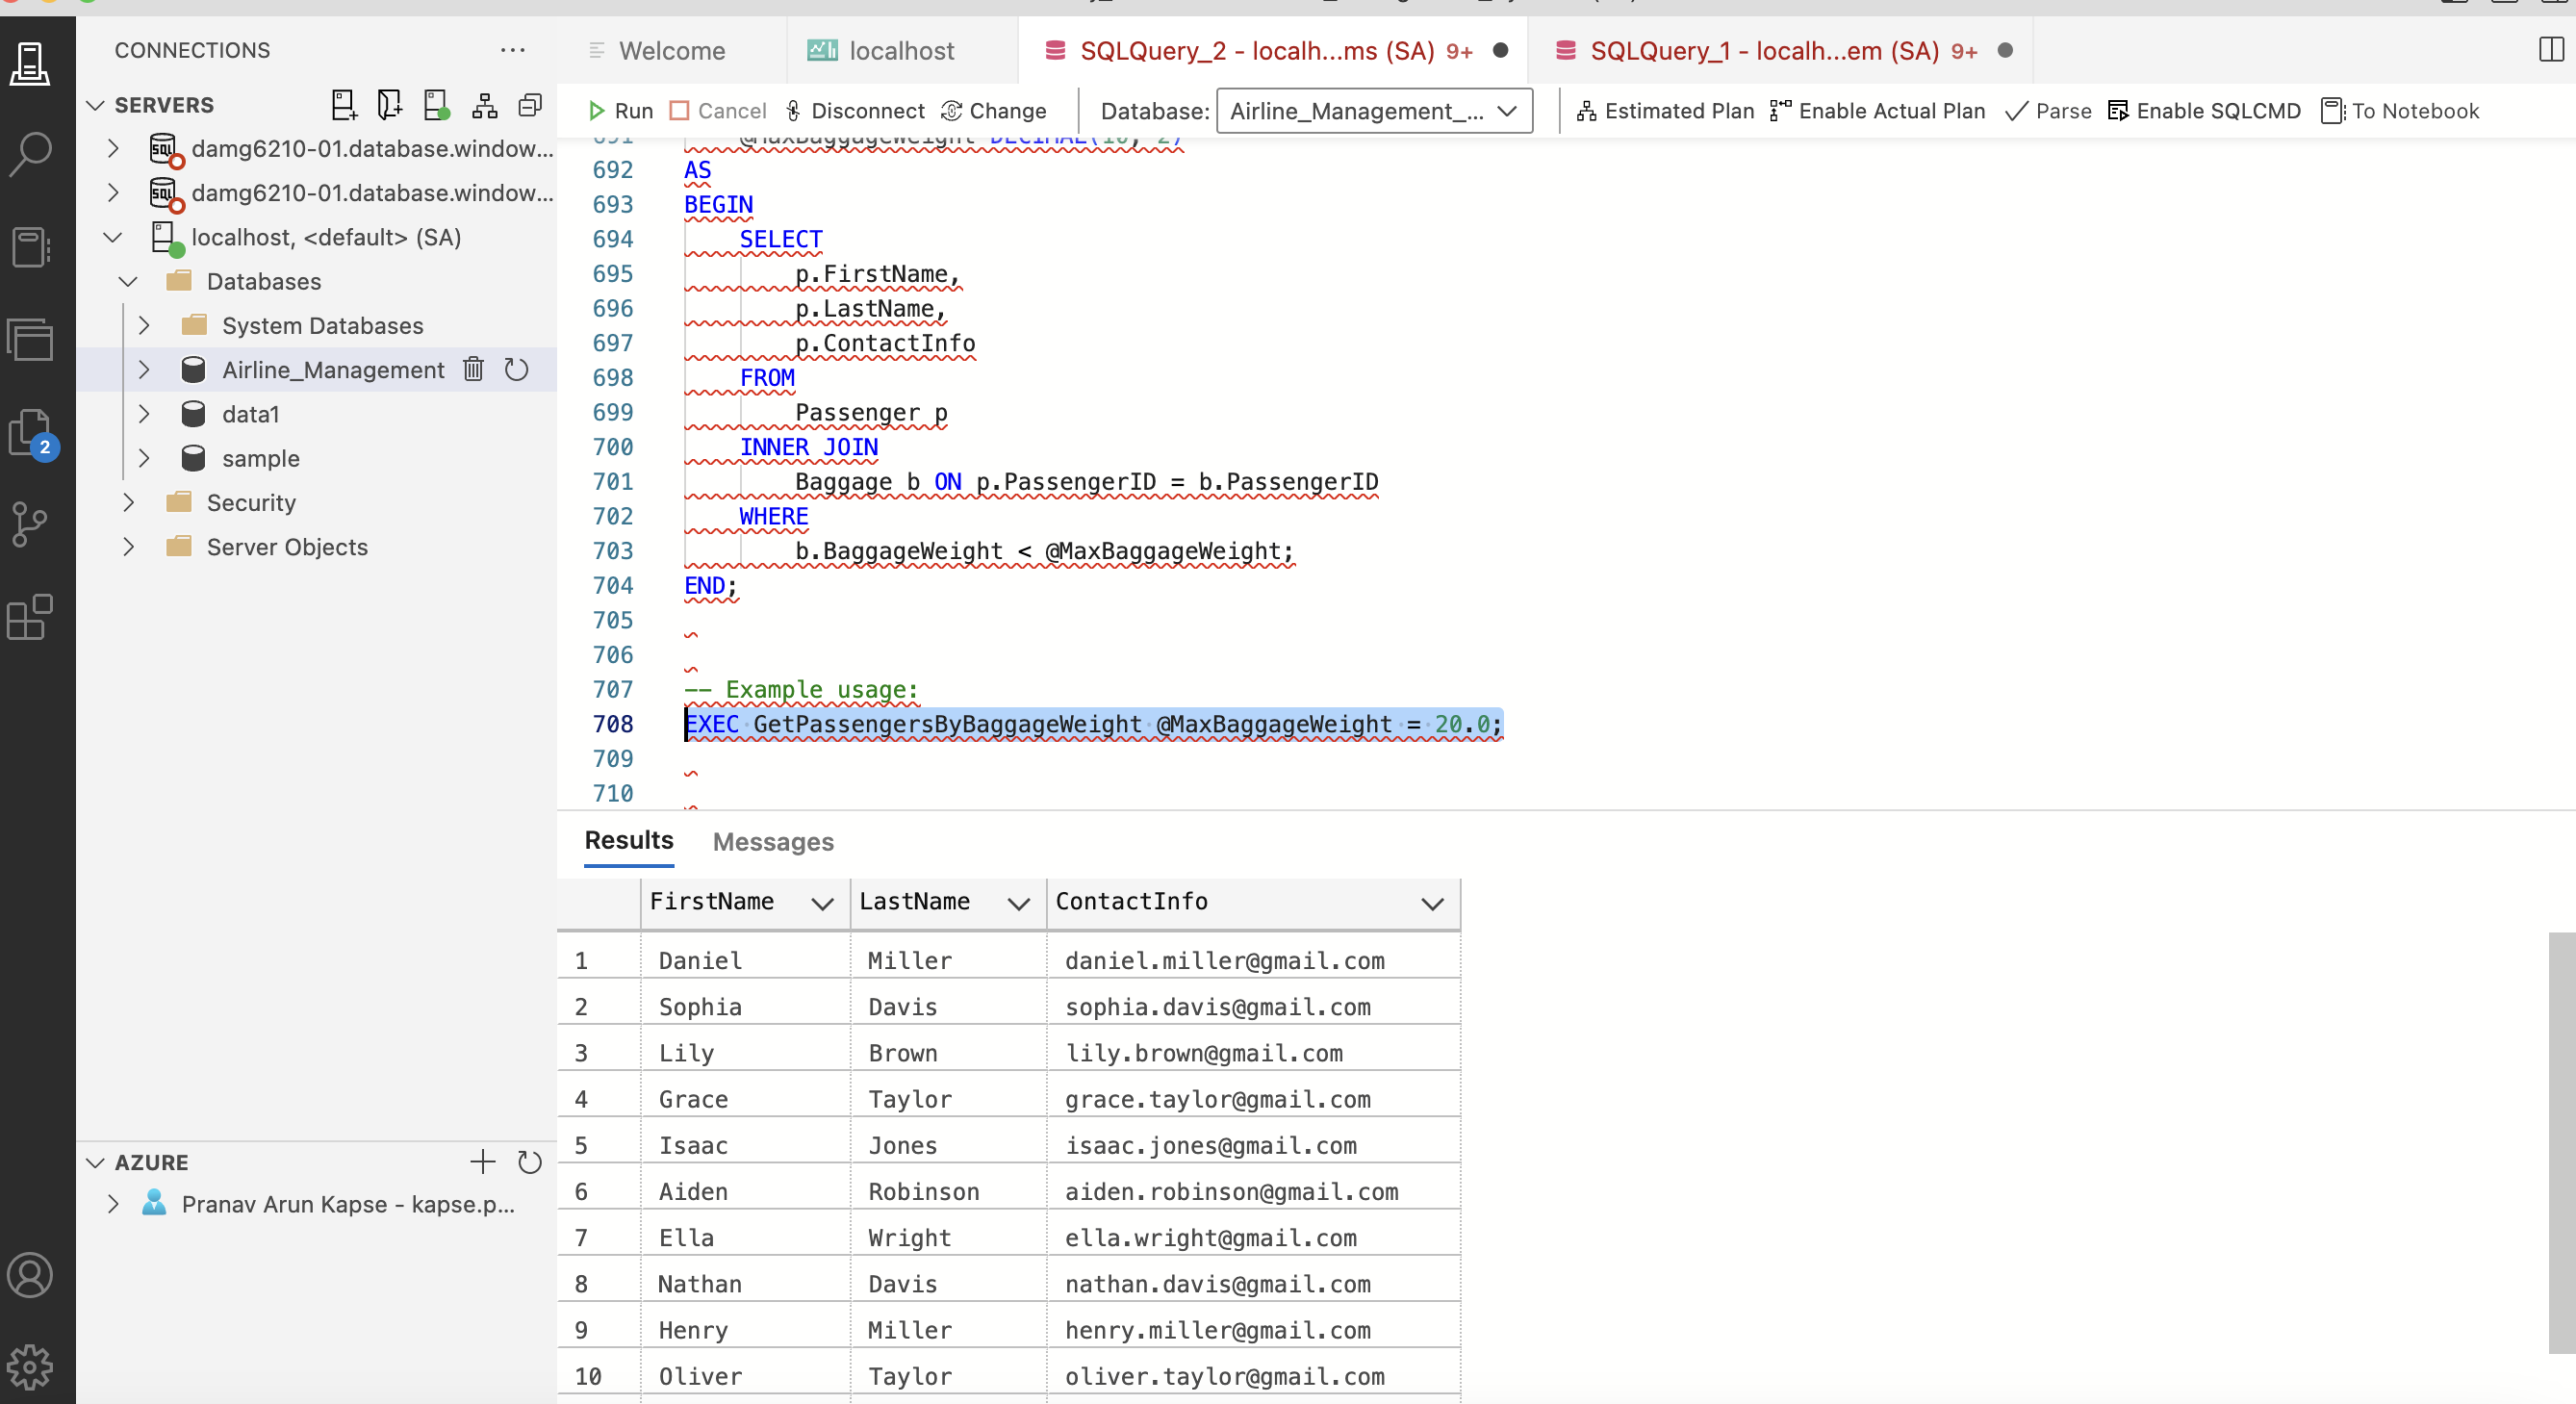 CONNECTIONS ...
SERVERS
damg6210-01.database.window...
damg6210-01.database.window...
localhost, <default> (SA)
Databases
System Databases
Airline_Management
data1
sample
Security
Server Objects
2
AZURE
Pranav Arun Kapse - kapse.p...
Welcome
localhost
SQLQuery_2 - localh...ms (SA) 9+
SQLQuery_1 - localh...em (SA) 9+
Run Cancel Disconnect Change Database: Airline_Management_... Estimated Plan Enable Actual Plan Parse Enable SQLCMD To Notebook
691 @MaxBaggageWeight DECIMAL(10, 2)
692 AS
693 BEGIN
694 SELECT
695 p.FirstName,
696 p.LastName,
697 p.ContactInfo
698 FROM
699 Passenger p
700 INNER JOIN
701 Baggage b ON p.PassengerID = b.PassengerID
702 WHERE
703 b.BaggageWeight < @MaxBaggageWeight;
704 END;
705
706
707 -- Example usage:
708 EXEC GetPassengersByBaggageWeight @MaxBaggageWeight = 20.0;
709
710
Results Messages
FirstName LastName ContactInfo
1 Daniel Miller daniel.miller@gmail.com
2 Sophia Davis sophia.davis@gmail.com
3 Lily Brown lily.brown@gmail.com
4 Grace Taylor grace.taylor@gmail.com
5 Isaac Jones isaac.jones@gmail.com
6 Aiden Robinson aiden.robinson@gmail.com
7 Ella Wright ella.wright@gmail.com
8 Nathan Davis nathan.davis@gmail.com
9 Henry Miller henry.miller@gmail.com
10 Oliver Taylor oliver.taylor@gmail.com